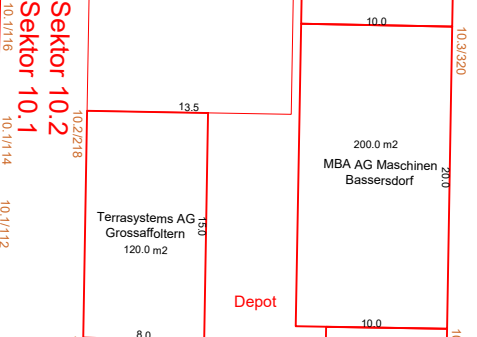 10.1/116
Sektor 10.1
Sektor 10.2
10.1/114
10.1/112
10.2/218
13.5
Terrasystems AG
Grossaffoltern
120.0 m2
15.0
8.0
Depot
10.0
10.3/320
200.0 m2
MBA AG Maschinen
Bassersdorf
20.0
10.0